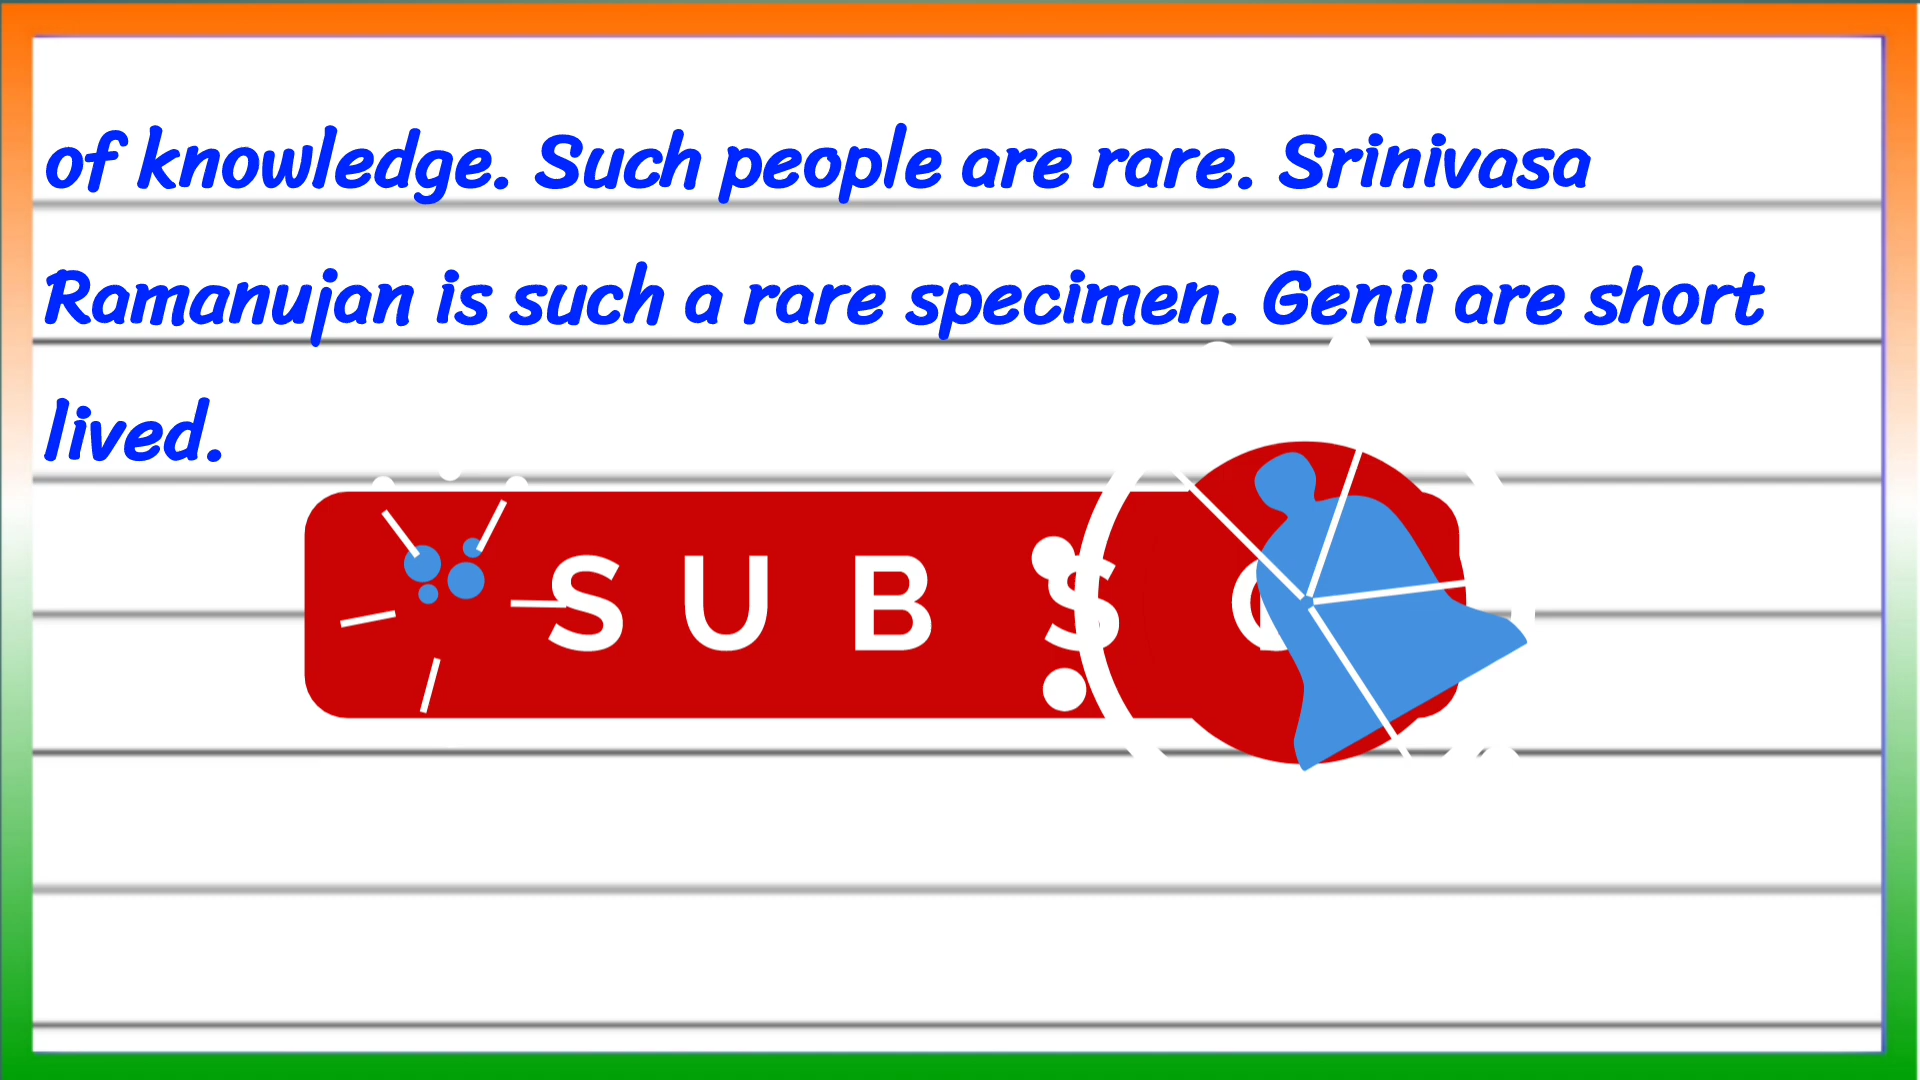 of knowledge. Such people are rare. Srinivasa
Ramanujan is such a rare specimen. Genii are short
lived.
S U B S C